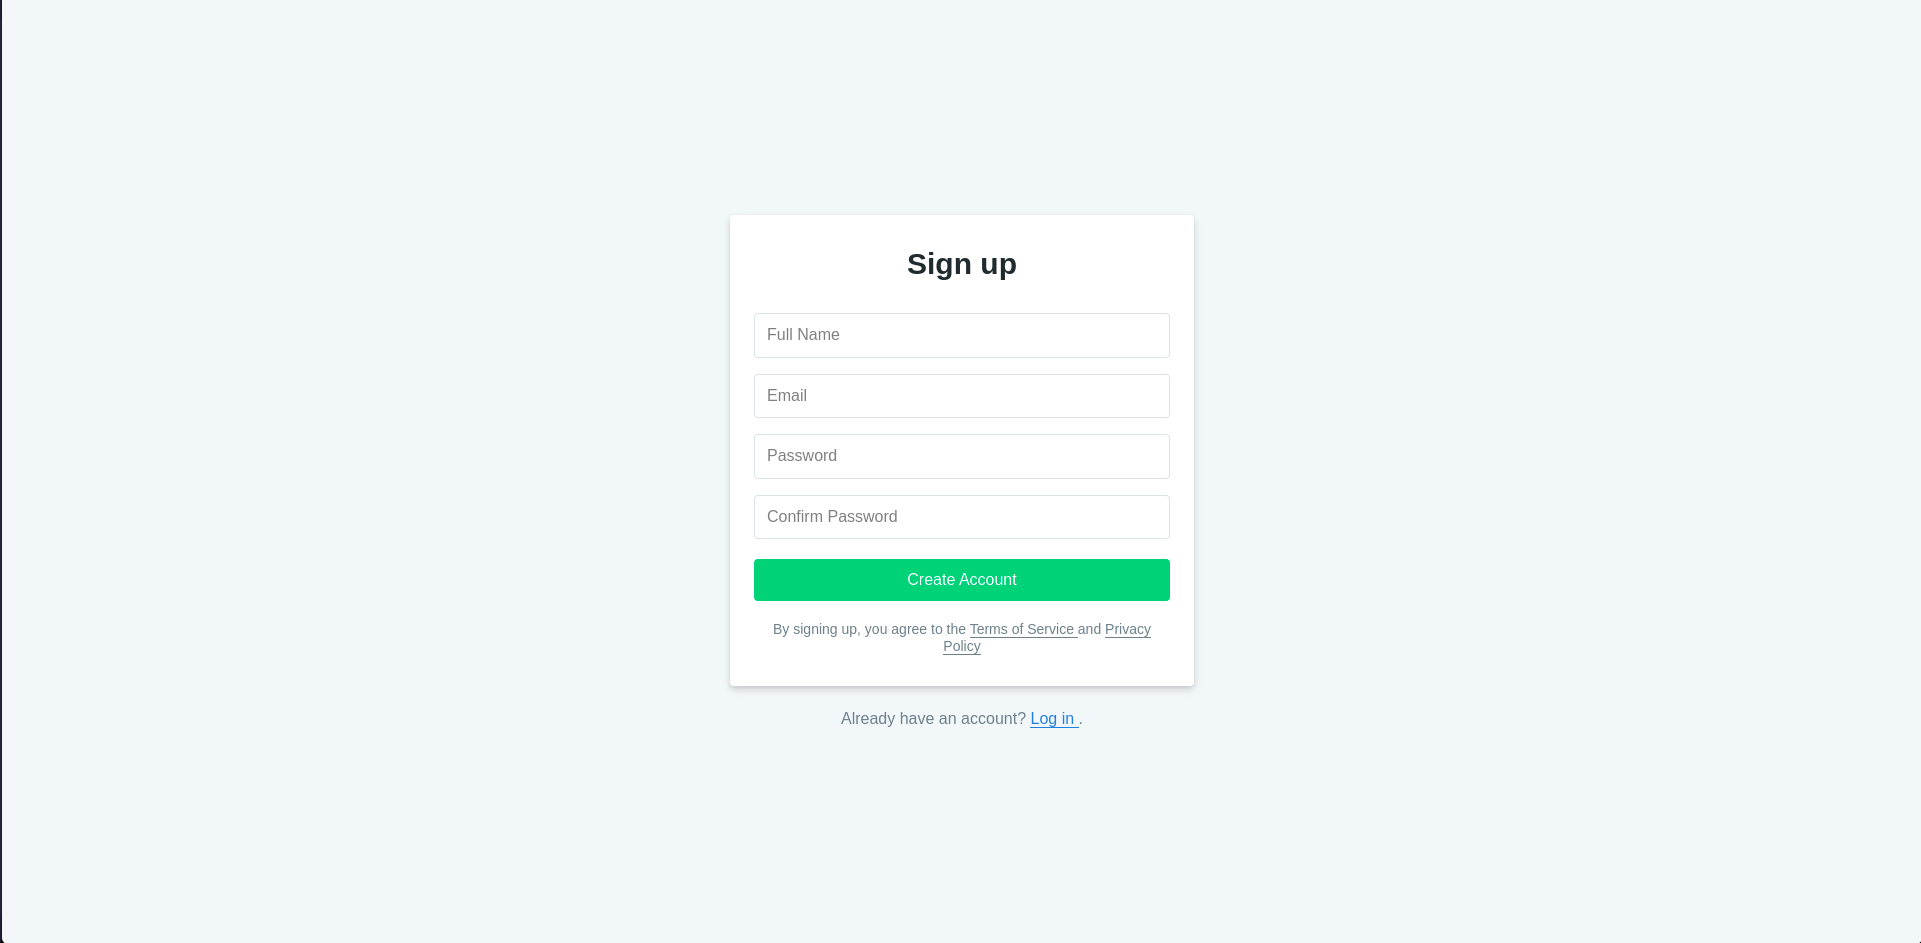 Sign up
Full Name
Email
Password
Confirm Password
Create Account
By signing up, you agree to the Terms of Service and Privacy
Policy
Already have an account? Log in .